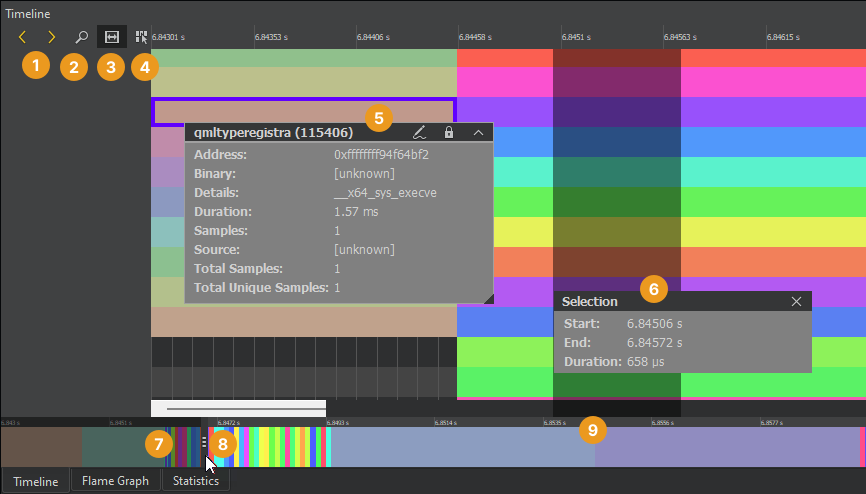 Timeline
6.84301 s 6.84353 s 6.84406 s 6.84458 s 6.8451 s 6.84563 s 6.84615 s
1 2 3 4
5
qmltyperegistra (115406)
Address: 0xffffffff94f64bf2
Binary: [unknown]
Details: __x64_sys_execve
Duration: 1.57 ms
Samples: 1
Source: [unknown]
Total Samples: 1
Total Unique Samples: 1
6
Selection
Start: 6.84506 s
End: 6.84572 s
Duration: 658 µs
6.843 s 6.8451 s 6.8472 s 6.8493 s 6.8514 s 6.8535 s 6.8556 s 6.8577 s
7 8 9
Timeline Flame Graph Statistics